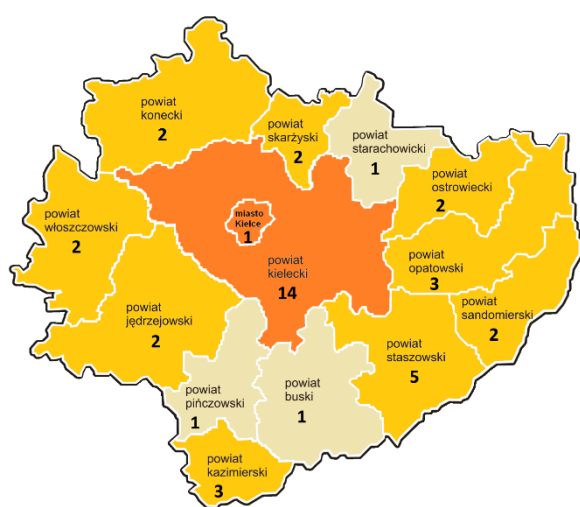 powiat
konecki
2
powiat
skarżyski
2
powiat
starachowicki
1
powiat
ostrowiecki
2
powiat
włoszczowski
2
miasto
Kielce
1
powiat
kielecki
14
powiat
opatowski
3
powiat
sandomierski
2
powiat
jędrzejowski
2
powiat
staszowski
5
powiat
pińczowski
1
powiat
buski
1
powiat
kazimierski
3